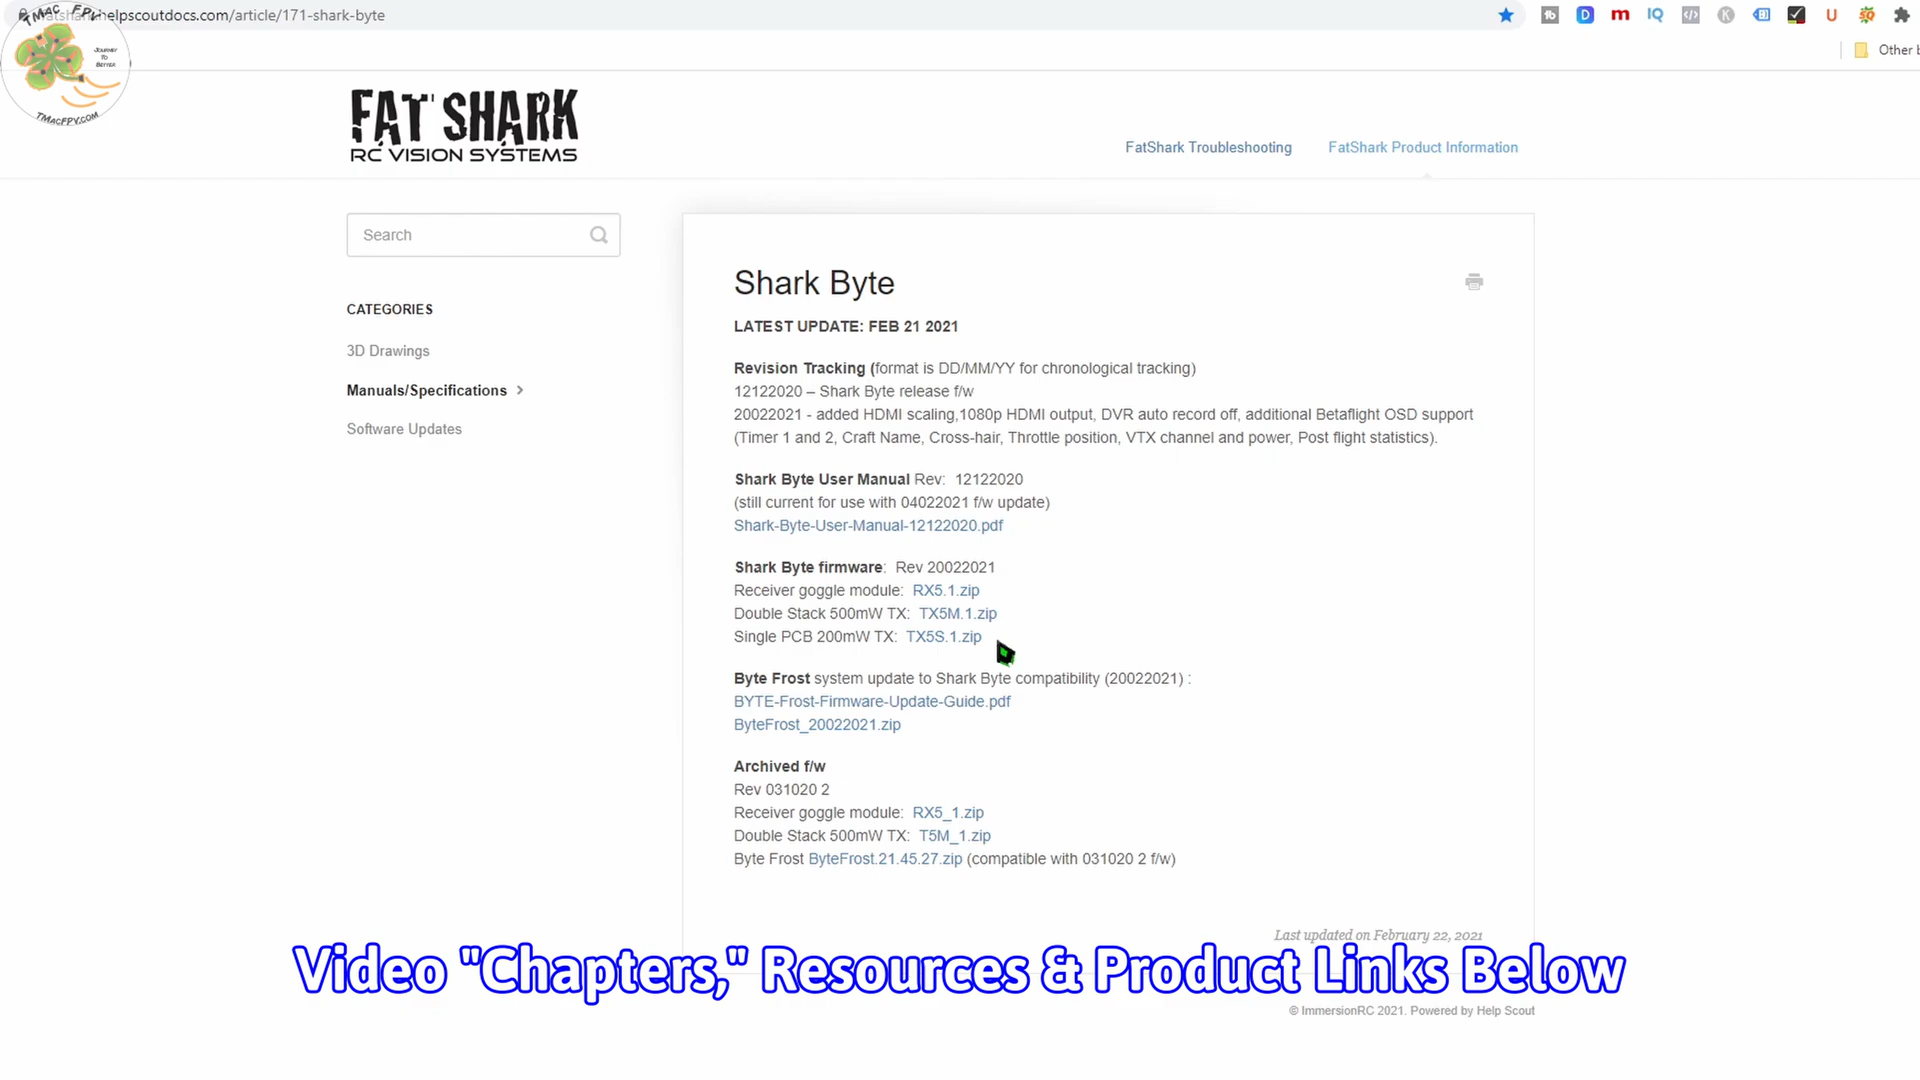 helpscoutdocs.com/article/171-shark-byte
TMAC FPV
JOURNEY
TO
BETTER
TMACFPV.COM
Other b
FAT SHARK
RC VISION SYSTEMS
FatShark Troubleshooting
FatShark Product Information
Search
CATEGORIES
3D Drawings
Manuals/Specifications
Software Updates
Shark Byte
LATEST UPDATE: FEB 21 2021
Revision Tracking (format is DD/MM/YY for chronological tracking)
12122020 – Shark Byte release f/w
20022021 - added HDMI scaling,1080p HDMI output, DVR auto record off, additional Betaflight OSD support
(Timer 1 and 2, Craft Name, Cross-hair, Throttle position, VTX channel and power, Post flight statistics).
Shark Byte User Manual Rev: 12122020
(still current for use with 04022021 f/w update)
Shark-Byte-User-Manual-12122020.pdf
Shark Byte firmware: Rev 20022021
Receiver goggle module: RX5.1.zip
Double Stack 500mW TX: TX5M.1.zip
Single PCB 200mW TX: TX5S.1.zip
Byte Frost system update to Shark Byte compatibility (20022021) :
BYTE-Frost-Firmware-Update-Guide.pdf
ByteFrost_20022021.zip
Archived f/w
Rev 031020 2
Receiver goggle module: RX5_1.zip
Double Stack 500mW TX: T5M_1.zip
Byte Frost ByteFrost.21.45.27.zip (compatible with 031020 2 f/w)
Last updated on February 22, 2021
Video "Chapters," Resources & Product Links Below
© ImmersionRC 2021. Powered by Help Scout